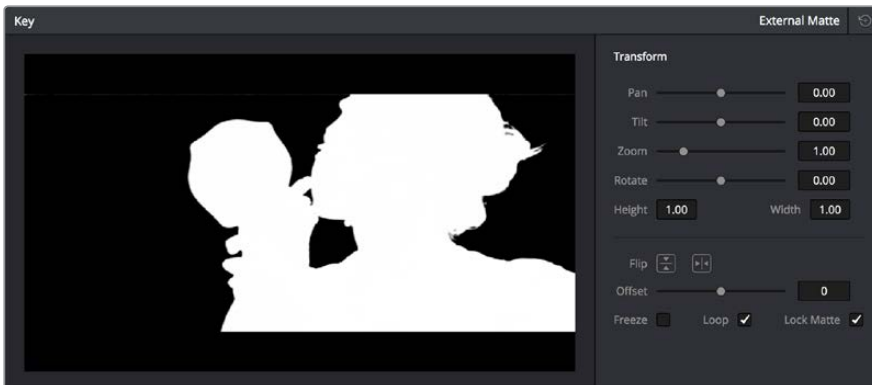 Key External Matte
Transform
Pan 0.00
Tilt 0.00
Zoom 1.00
Rotate 0.00
Height 1.00 Width 1.00
Flip
Offset 0
Freeze Loop Lock Matte